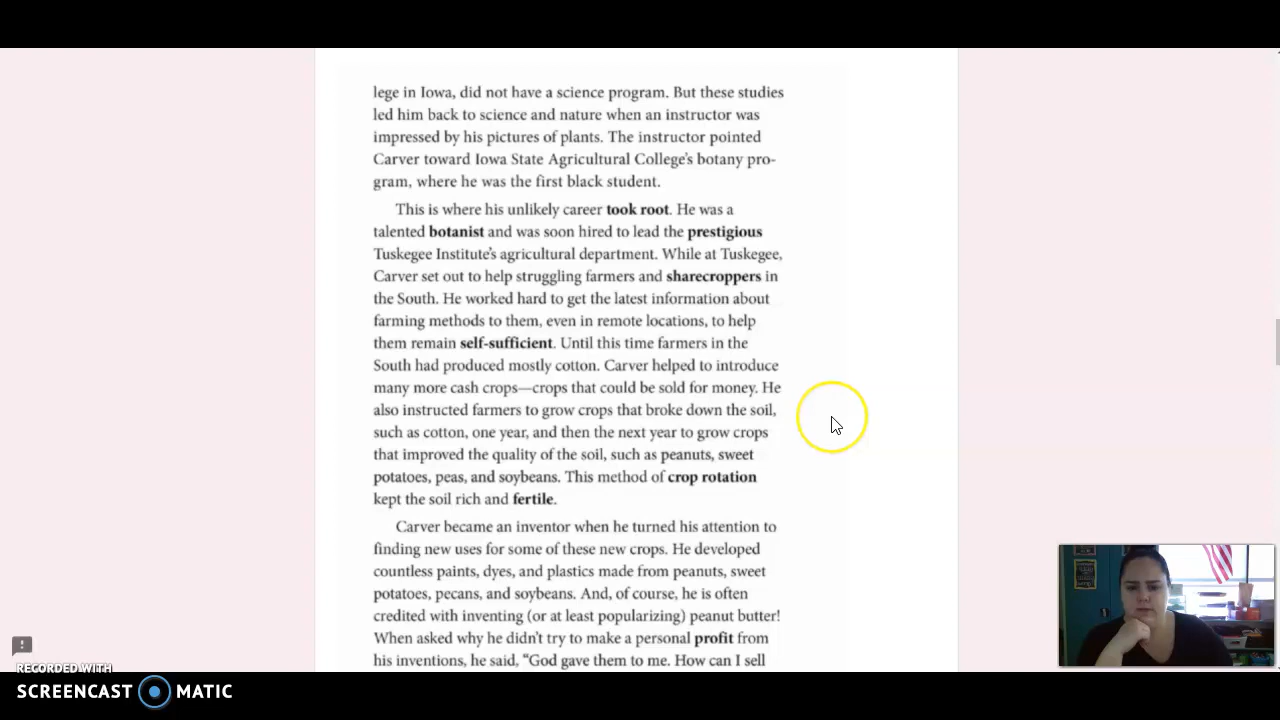 lege in Iowa, did not have a science program. But these studies
led him back to science and nature when an instructor was
impressed by his pictures of plants. The instructor pointed
Carver toward Iowa State Agricultural College's botany pro-
gram, where he was the first black student.
This is where his unlikely career took root. He was a
talented botanist and was soon hired to lead the prestigious
Tuskegee Institute's agricultural department. While at Tuskegee,
Carver set out to help struggling farmers and sharecroppers in
the South. He worked hard to get the latest information about
farming methods to them, even in remote locations, to help
them remain self-sufficient. Until this time farmers in the
South had produced mostly cotton. Carver helped to introduce
many more cash crops—crops that could be sold for money. He
also instructed farmers to grow crops that broke down the soil,
such as cotton, one year, and then the next year to grow crops
that improved the quality of the soil, such as peanuts, sweet
potatoes, peas, and soybeans. This method of crop rotation
kept the soil rich and fertile.
Carver became an inventor when he turned his attention to
finding new uses for some of these new crops. He developed
countless paints, dyes, and plastics made from peanuts, sweet
potatoes, pecans, and soybeans. And, of course, he is often
credited with inventing (or at least popularizing) peanut butter!
When asked why he didn't try to make a personal profit from
his inventions, he said, “God gave them to me. How can I sell
RECORDED WITH
SCREENCAST MATIC